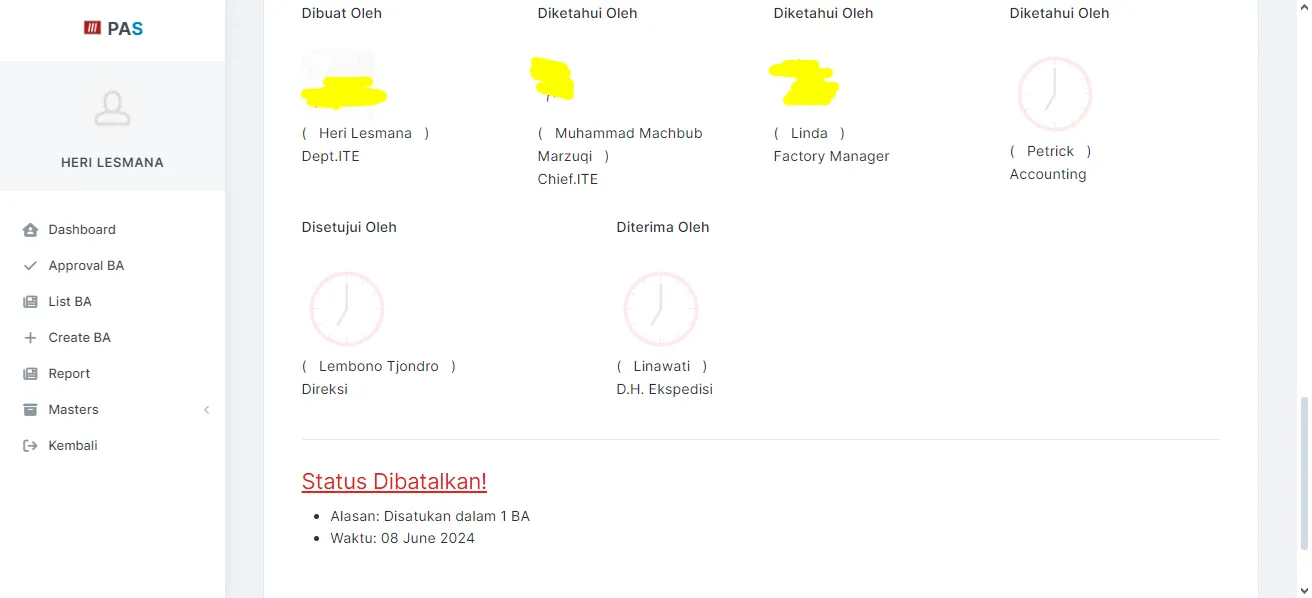 PAS
HERI LESMANA
Dashboard
Approval BA
List BA
Create BA
Report
Masters
Kembali
Dibuat Oleh
Diketahui Oleh
Diketahui Oleh
Diketahui Oleh
( Heri Lesmana )
Dept.ITE
( Muhammad Machbub
Marzuqi )
Chief.ITE
( Linda )
Factory Manager
( Petrick )
Accounting
Disetujui Oleh
Diterima Oleh
( Lembono Tjondro )
Direksi
( Linawati )
D.H. Ekspedisi
Status Dibatalkan!
Alasan: Disatukan dalam 1 BA
Waktu: 08 June 2024